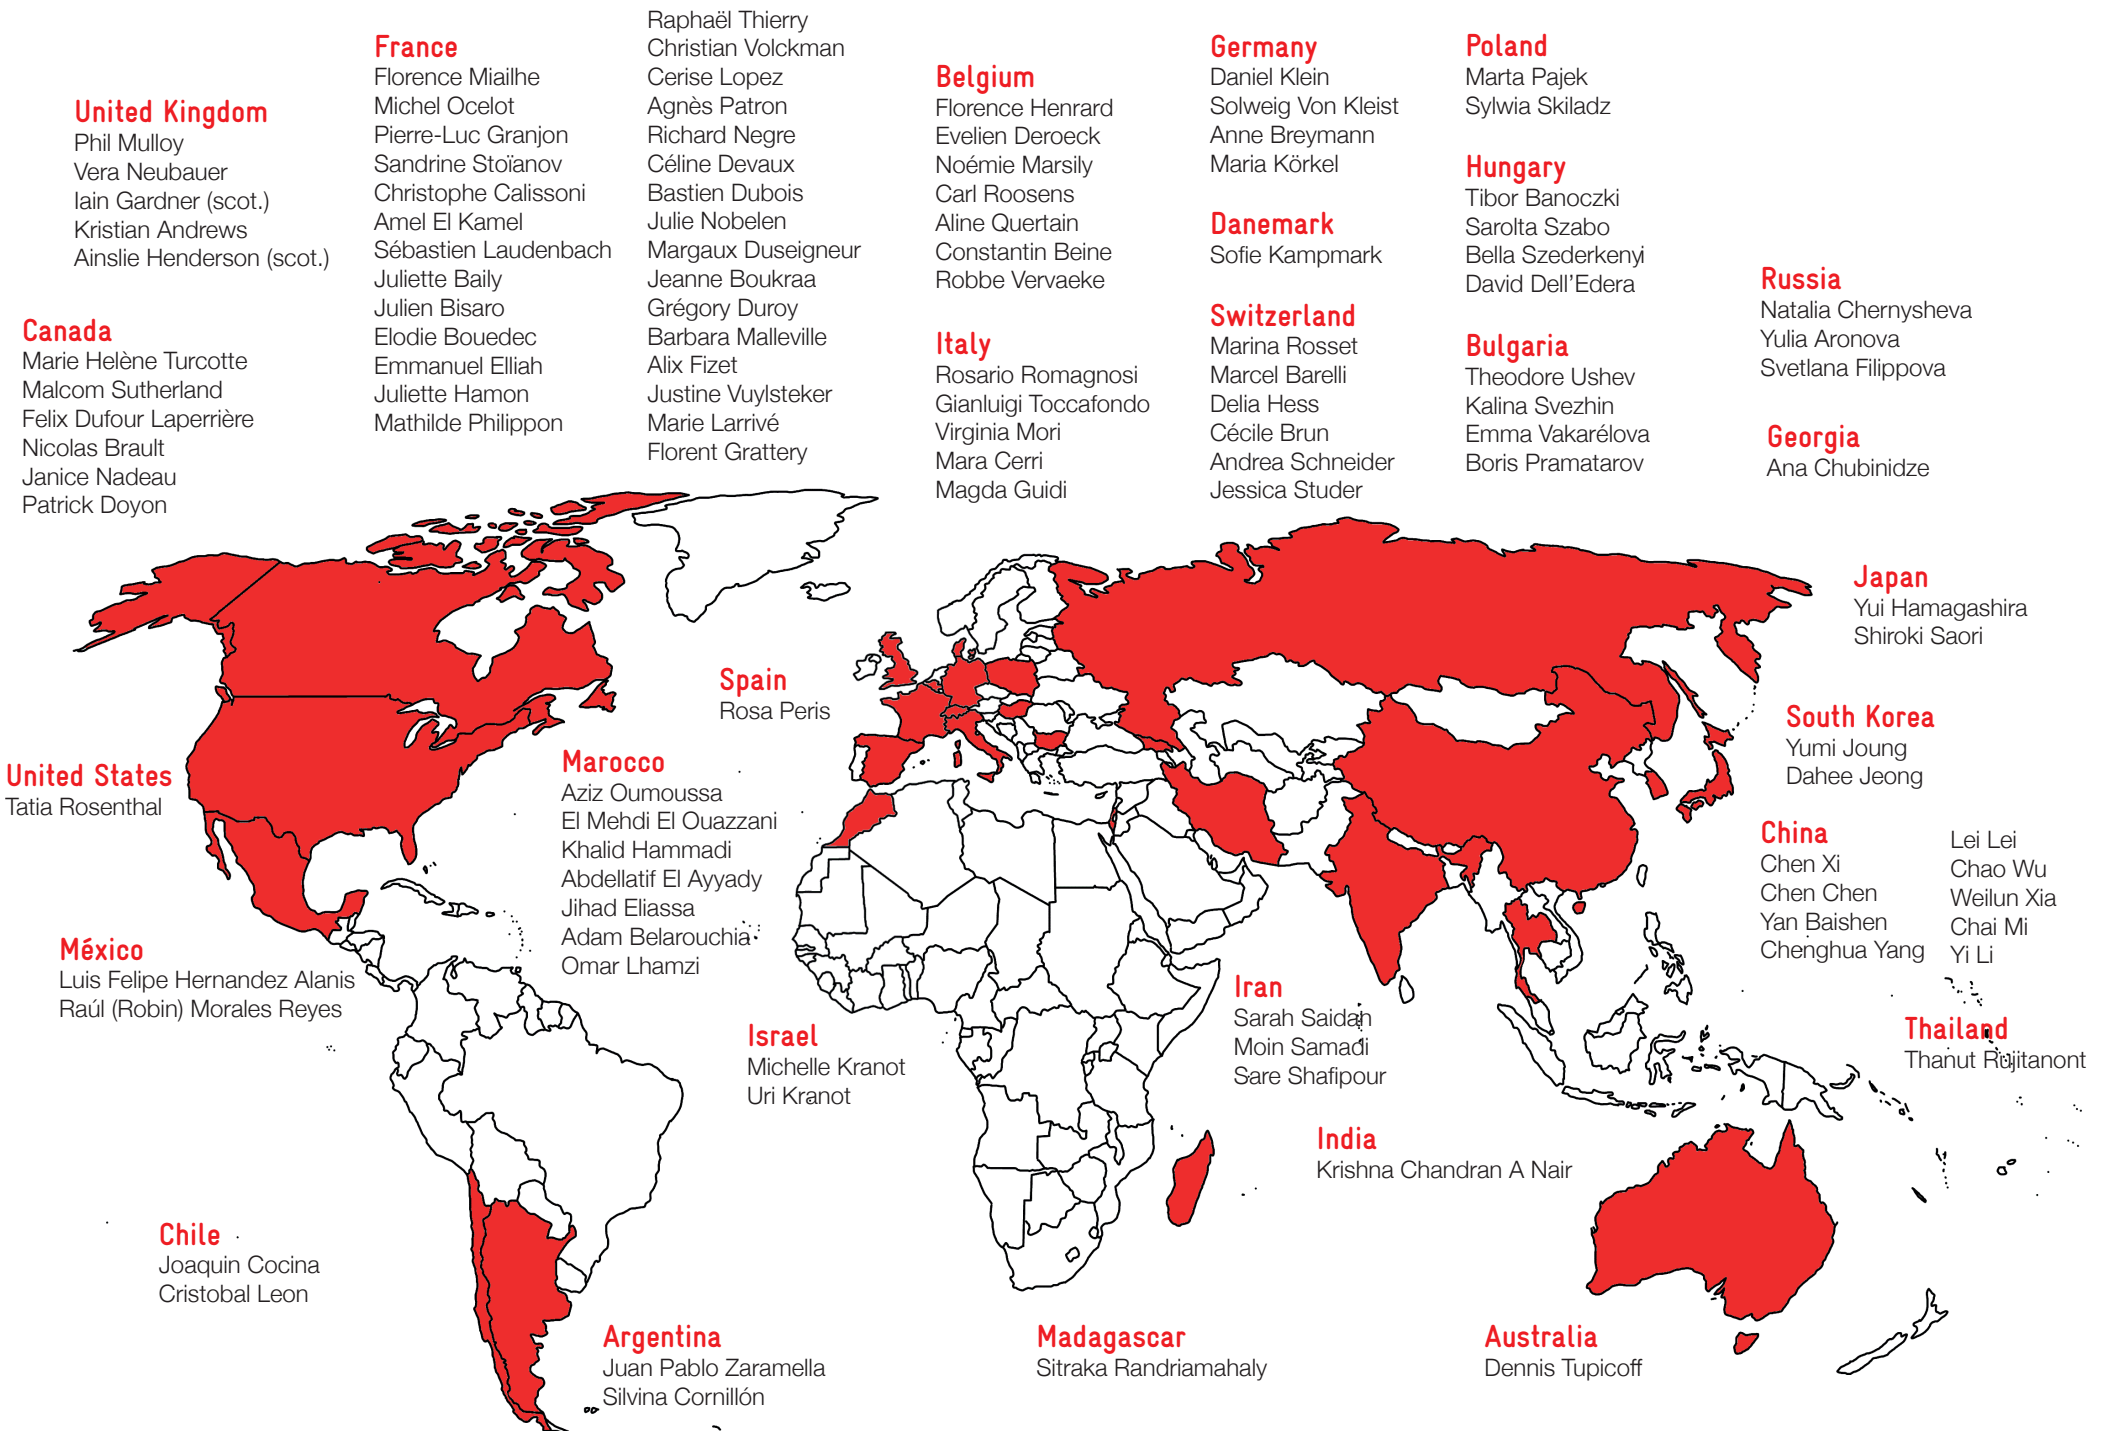 United Kingdom
Phil Mulloy
Vera Neubauer
Iain Gardner (scot.)
Kristian Andrews
Ainslie Henderson (scot.)
Canada
Marie Helène Turcotte
Malcom Sutherland
Felix Dufour Laperrière
Nicolas Brault
Janice Nadeau
Patrick Doyon
France
Florence Miailhe
Michel Ocelot
Pierre-Luc Granjon
Sandrine Stoïanov
Christophe Calissoni
Amel El Kamel
Sébastien Laudenbach
Juliette Baily
Julien Bisaro
Elodie Bouedec
Emmanuel Elliah
Juliette Hamon
Mathilde Philippon
Raphaël Thierry
Christian Volckman
Cerise Lopez
Agnès Patron
Richard Negre
Céline Devaux
Bastien Dubois
Julie Nobelen
Margaux Duseigneur
Jeanne Boukraa
Grégory Duroy
Barbara Malleville
Alix Fizet
Justine Vuylsteker
Marie Larrivé
Florent Grattery
Belgium
Florence Henrard
Evelien Deroeck
Noémie Marsily
Carl Roosens
Aline Quertain
Constantin Beine
Robbe Vervaeke
Italy
Rosario Romagnosi
Gianluigi Toccafondo
Virginia Mori
Mara Cerri
Magda Guidi
Germany
Daniel Klein
Solweig Von Kleist
Anne Breymann
Maria Körkel
Danemark
Sofie Kampmark
Switzerland
Marina Rosset
Marcel Barelli
Delia Hess
Cécile Brun
Andrea Schneider
Jessica Studer
Poland
Marta Pajek
Sylwia Skiladz
Hungary
Tibor Banoczki
Sarolta Szabo
Bella Szederkenyi
David Dell'Edera
Bulgaria
Theodore Ushev
Kalina Svezhin
Emma Vakarélova
Boris Pramatarov
Russia
Natalia Chernysheva
Yulia Aronova
Svetlana Filippova
Georgia
Ana Chubinidze
Japan
Yui Hamagashira
Shiroki Saori
South Korea
Yumi Joung
Dahee Jeong
China
Chen Xi
Chen Chen
Yan Baishen
Chenghua Yang
Lei Lei
Chao Wu
Weilun Xia
Chai Mi
Yi Li
Thailand
Thanut Rujitanont
Spain
Rosa Peris
United States
Tatia Rosenthal
Marocco
Aziz Oumoussa
El Mehdi El Ouazzani
Khalid Hammadi
Abdellatif El Ayyady
Jihad Eliassa
Adam Belarouchia
Omar Lhamzi
México
Luis Felipe Hernandez Alanis
Raúl (Robin) Morales Reyes
Israel
Michelle Kranot
Uri Kranot
Iran
Sarah Saidan
Moin Samadi
Sare Shafipour
India
Krishna Chandran A Nair
Chile
Joaquin Cocina
Cristobal Leon
Argentina
Juan Pablo Zaramella
Silvina Cornillón
Madagascar
Sitraka Randriamahaly
Australia
Dennis Tupicoff